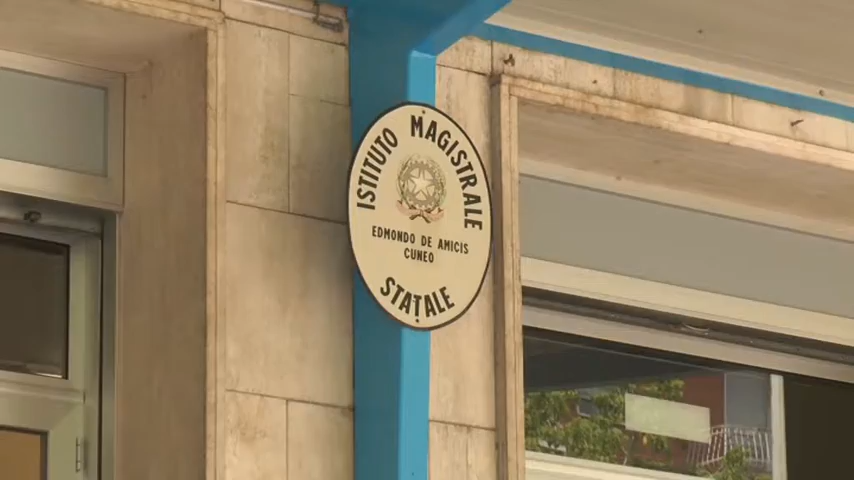 ISTITUTO MAGISTRALE
EDMONDO DE AMICIS
CUNEO
STATALE